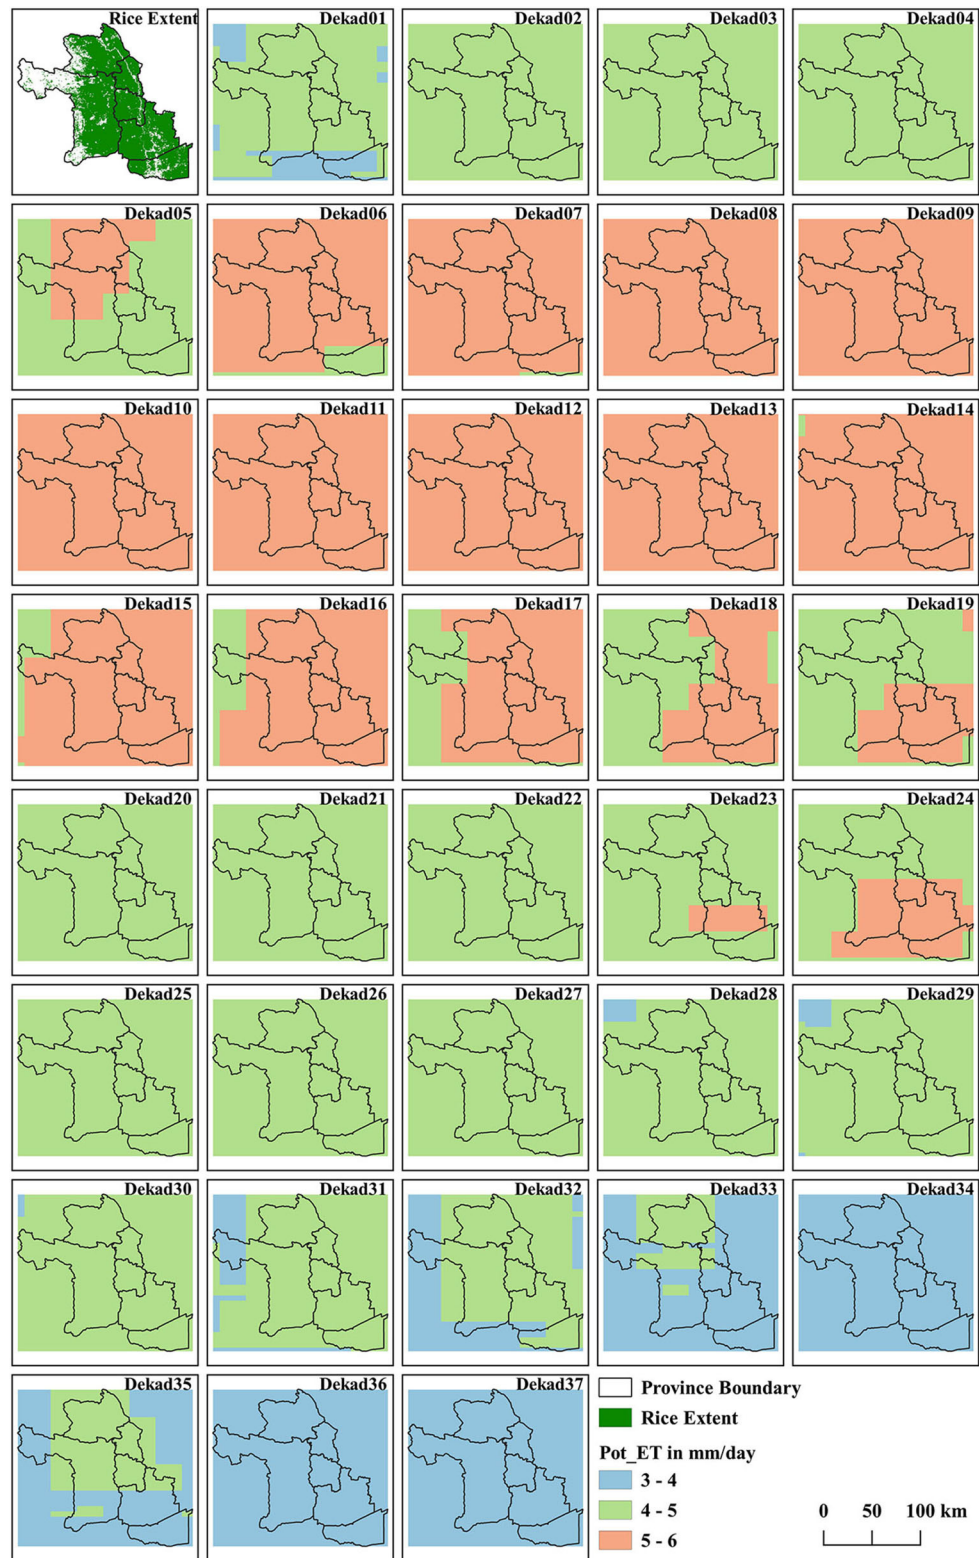 Rice Extent
Dekad01
Dekad02
Dekad03
Dekad04
Dekad05
Dekad06
Dekad07
Dekad08
Dekad09
Dekad10
Dekad11
Dekad12
Dekad13
Dekad14
Dekad15
Dekad16
Dekad17
Dekad18
Dekad19
Dekad20
Dekad21
Dekad22
Dekad23
Dekad24
Dekad25
Dekad26
Dekad27
Dekad28
Dekad29
Dekad30
Dekad31
Dekad32
Dekad33
Dekad34
Dekad35
Dekad36
Dekad37
Province Boundary
Rice Extent
Pot_ET in mm/day
3 - 4
4 - 5
5 - 6
0 50 100 km